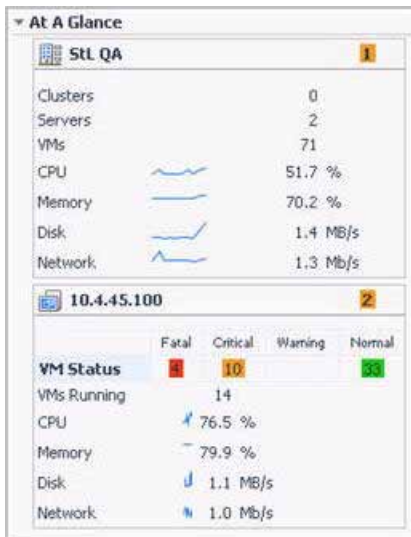 At A Glance
StL QA 1
Clusters 0
Servers 2
VMs 71
CPU 51.7 %
Memory 70.2 %
Disk 1.4 MB/s
Network 1.3 Mb/s
10.4.45.100 2
Fatal Critical Warning Normal
VM Status 4 10 33
VMs Running 14
CPU 76.5 %
Memory 79.9 %
Disk 1.1 MB/s
Network 1.0 Mb/s